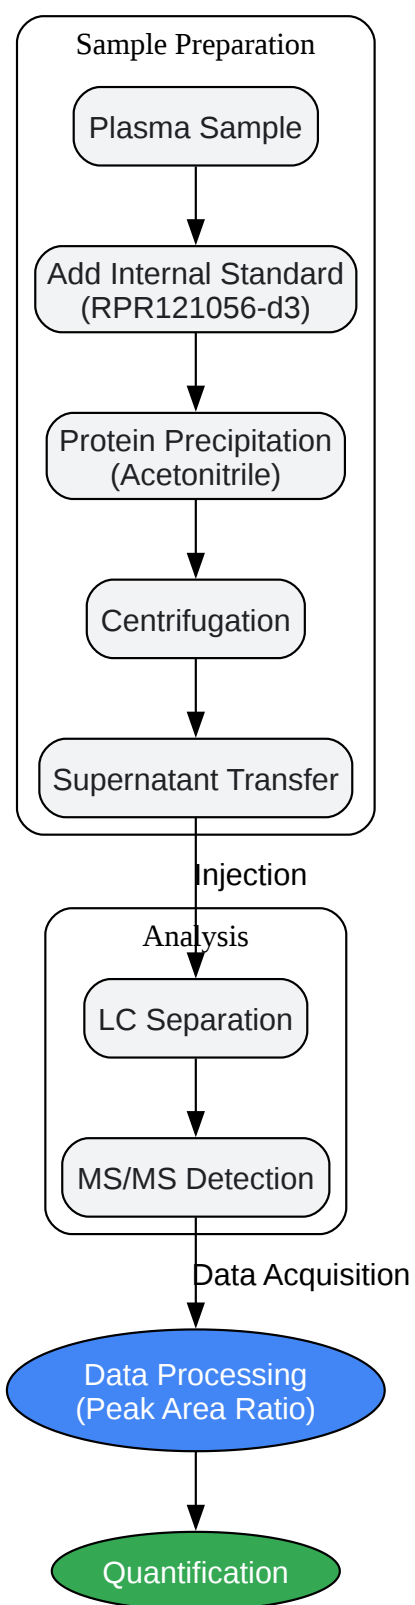 Sample Preparation
Plasma Sample
Add Internal Standard
(RPR121056-d3)
Protein Precipitation
(Acetonitrile)
Centrifugation
Supernatant Transfer
Injection
Analysis
LC Separation
MS/MS Detection
Data Acquisition
Data Processing
(Peak Area Ratio)
Quantification